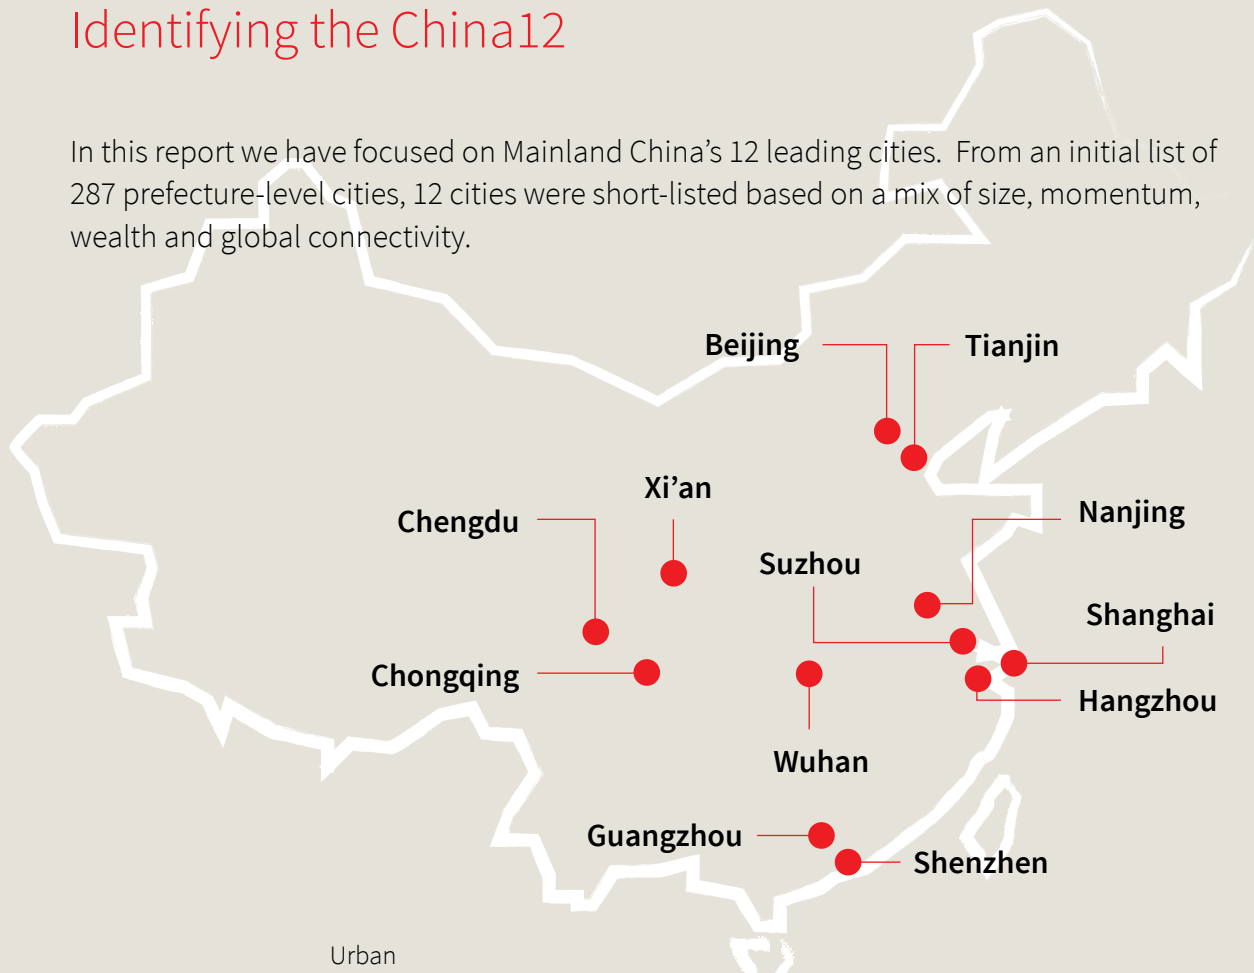 Identifying the China12
In this report we have focused on Mainland China’s 12 leading cities.  From an initial list of
287 prefecture-level cities, 12 cities were short-listed based on a mix of size, momentum,
wealth and global connectivity.
Beijing
Tianjin
Xi’an
Chengdu
Nanjing
Suzhou
Shanghai
Chongqing
Hangzhou
Wuhan
Guangzhou
Shenzhen
Urban